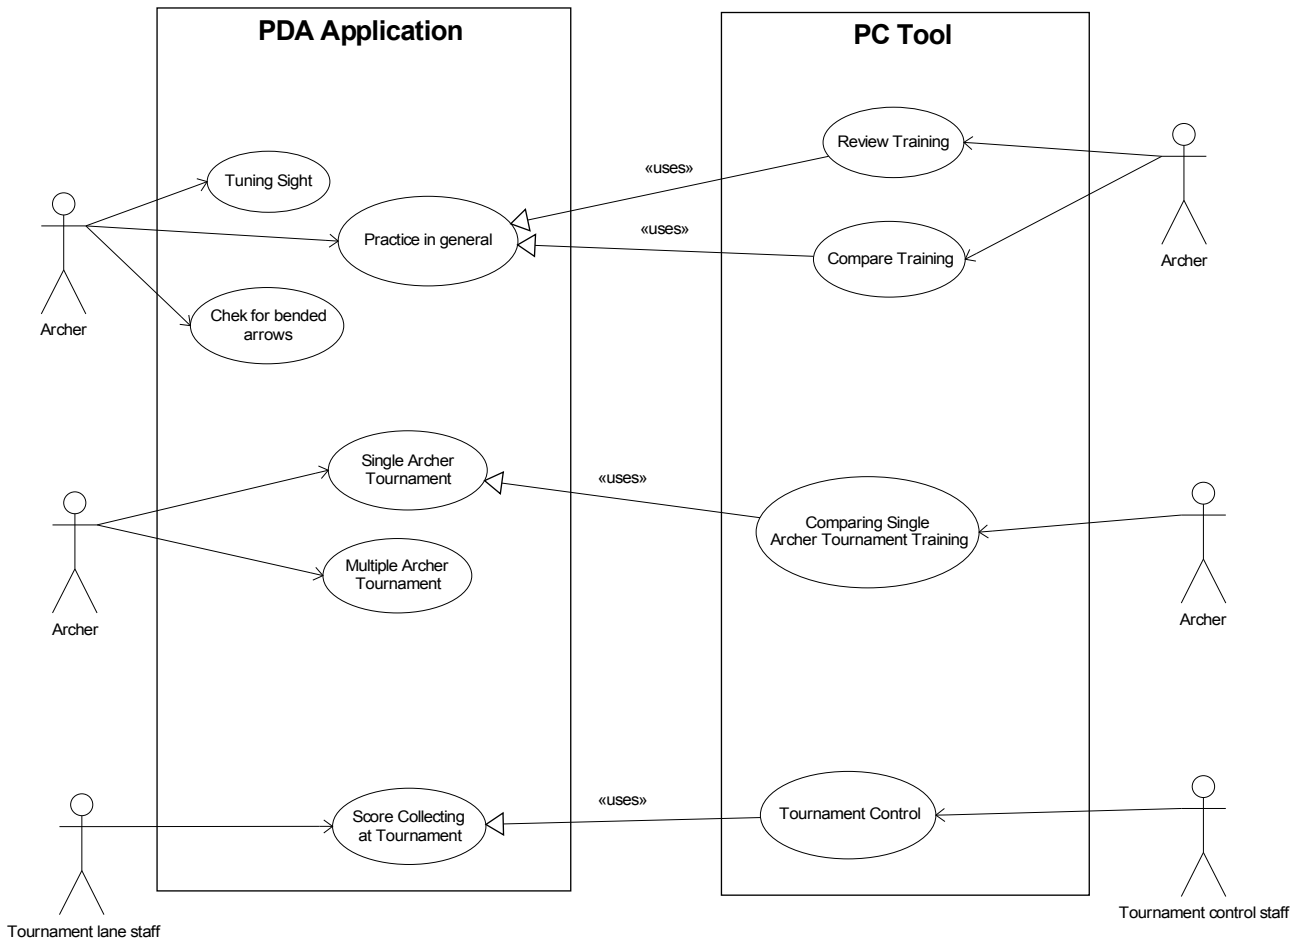 PDA Application
PC Tool
Review Training
«uses»
Tuning Sight
«uses»
Practice in general
Compare Training
Archer
Archer
Chek for bended
arrows
Single Archer
Tournament
«uses»
Comparing Single
Archer Tournament Training
Multiple Archer
Tournament
Archer
Archer
«uses»
Score Collecting
at Tournament
Tournament Control
Tournament lane staff
Tournament control staff